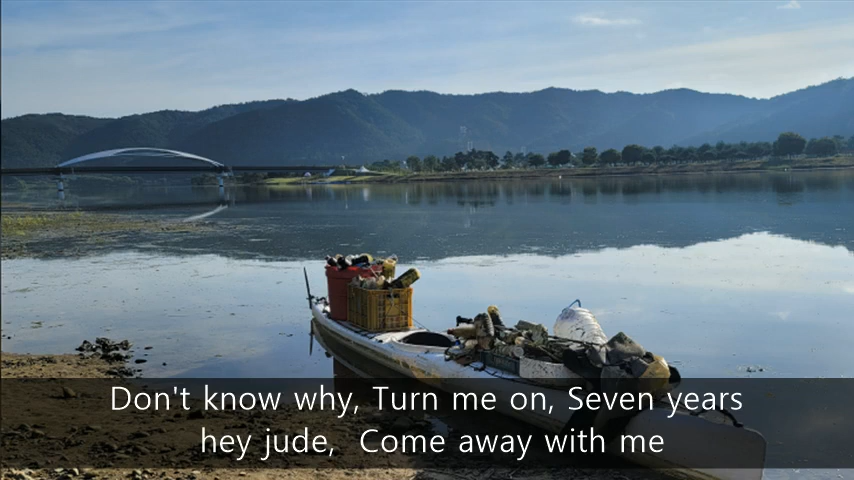 Don't know why, Turn me on, Seven years
hey jude, Come away with me